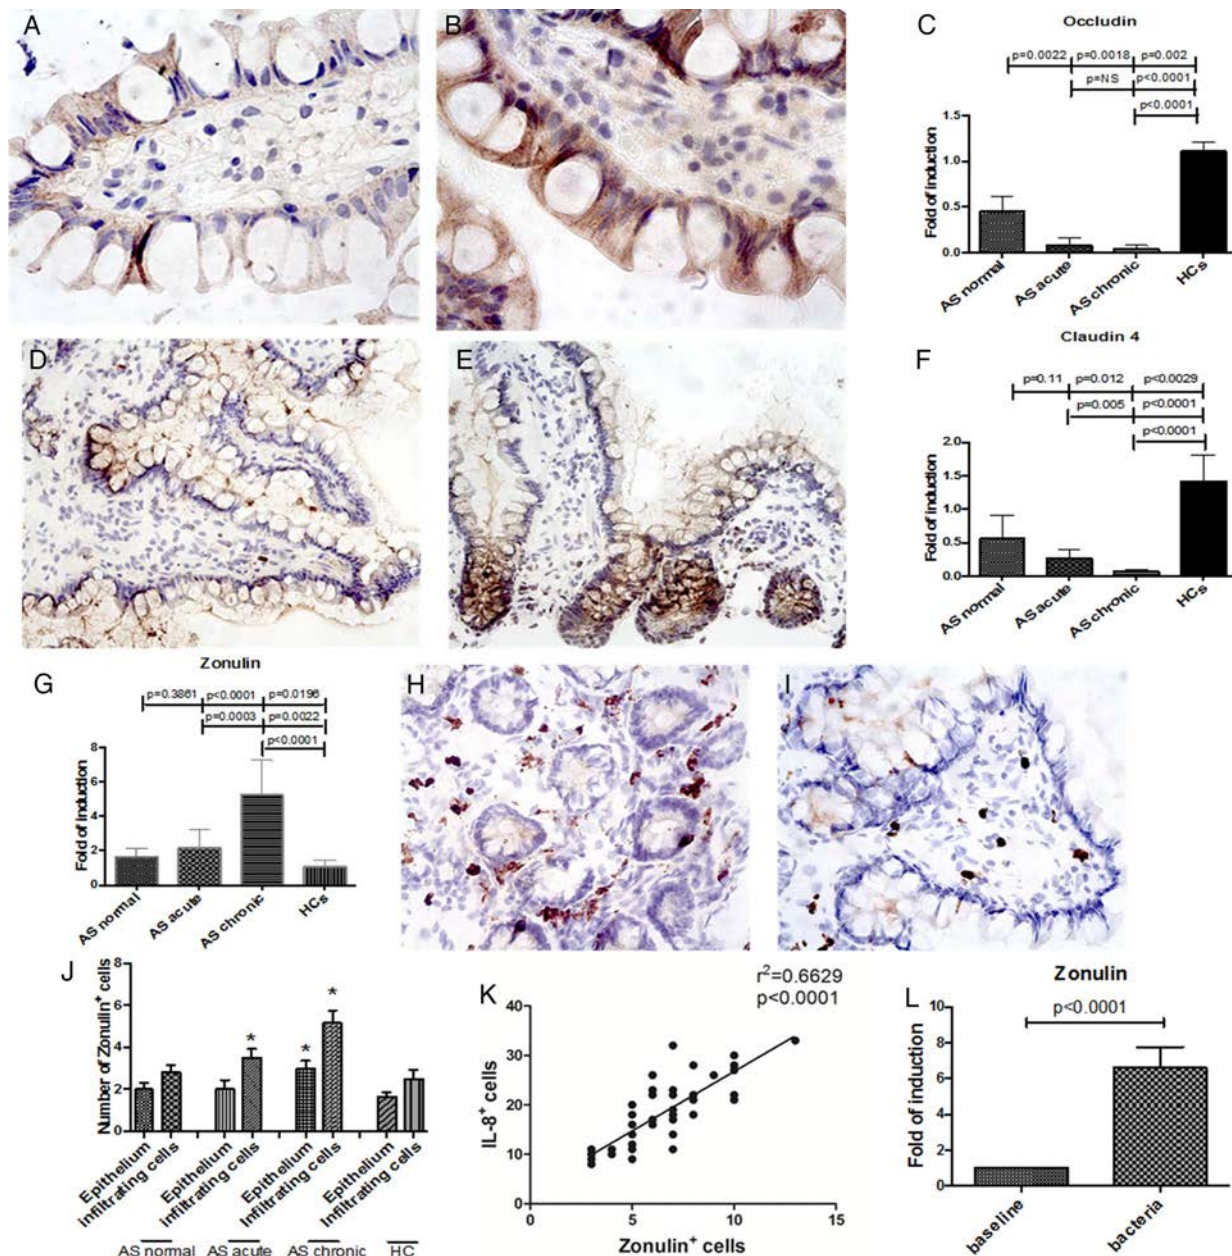 A
B
C
Occludin
p=0.0022 p=0.0018 p=0.002
p=NS p<0.0001
p<0.0001
Fold of induction
1.5
1.0
0.5
0.0
AS normal
AS acute
AS chronic
HCs
D
E
F
Claudin 4
p=0.11 p=0.012 p<0.0029
p=0.005 p<0.0001
p<0.0001
Fold of induction
2.0
1.5
1.0
0.5
0.0
AS normal
AS acute
AS chronic
HCs
G
Zonulin
p=0.3861 p<0.0001 p=0.0196
p=0.0003 p=0.0022
p<0.0001
Fold of induction
8
6
4
2
0
AS normal
AS acute
AS chronic
HCs
H
I
J
Number of Zonulin+ cells
8
6
4
2
0
Epithelium
infiltrating cells
Epithelium
infiltrating cells
Epithelium
Infiltrating cells
Epithelium
Infiltrating cells
* * *
AS normal AS acute AS chronic HC
K
r²=0.6629
p<0.0001
IL-8+ cells
40
30
20
10
0
0 5 10 15
Zonulin+ cells
L
Zonulin
p<0.0001
Fold of induction
10
8
6
4
2
0
baseline
bacteria